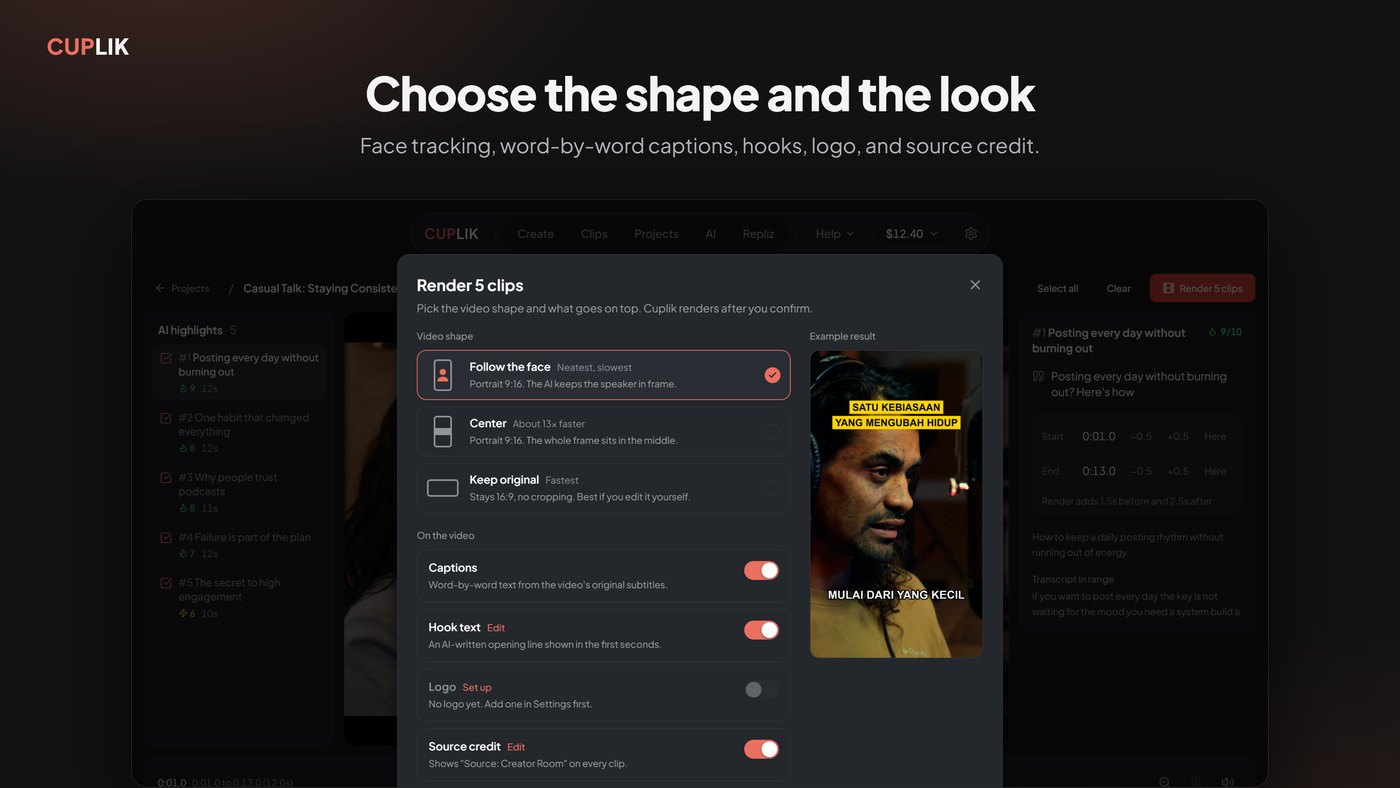 CUPLIK
Choose the shape and the look
Face tracking, word-by-word captions, hooks, logo, and source credit.
CUPLIK
Create
Clips
Projects
AI
Repliz
Help
$12.40
Projects / Casual Talk: Staying Consiste
Select all
Clear
Render 5 clips
AI highlights · 5
#1 Posting every day without
burning out
9 12s
#2 One habit that changed
everything
8 12s
#3 Why people trust
podcasts
8 11s
#4 Failure is part of the plan
7 12s
#5 The secret to high
engagement
6 10s
Render 5 clips
Pick the video shape and what goes on top. Cuplik renders after you confirm.
Video shape
Follow the face Neatest, slowest
Portrait 9:16. The AI keeps the speaker in frame.
Center About 13× faster
Portrait 9:16. The whole frame sits in the middle.
Keep original Fastest
Stays 16:9, no cropping. Best if you edit it yourself.
On the video
Captions
Word-by-word text from the video's original subtitles.
Hook text Edit
An AI-written opening line shown in the first seconds.
Logo Set up
No logo yet. Add one in Settings first.
Source credit Edit
Shows "Source: Creator Room" on every clip.
Example result
SATU KEBIASAAN
YANG MENGUBAH HIDUP
MULAI DARI YANG KECIL
#1 Posting every day without
burning out
9/10
Posting every day without burning
out? Here's how
Start 0:01.0 −0.5 +0.5 Here
End 0:13.0 −0.5 +0.5 Here
Render adds 1.5s before and 2.5s after
How to keep a daily posting rhythm without
running out of energy.
Transcript in range
if you want to post every day the key is not
waiting for the mood you need a system build a
0:01.0 · 0:01.0 to 0:13.0 (12.0s)